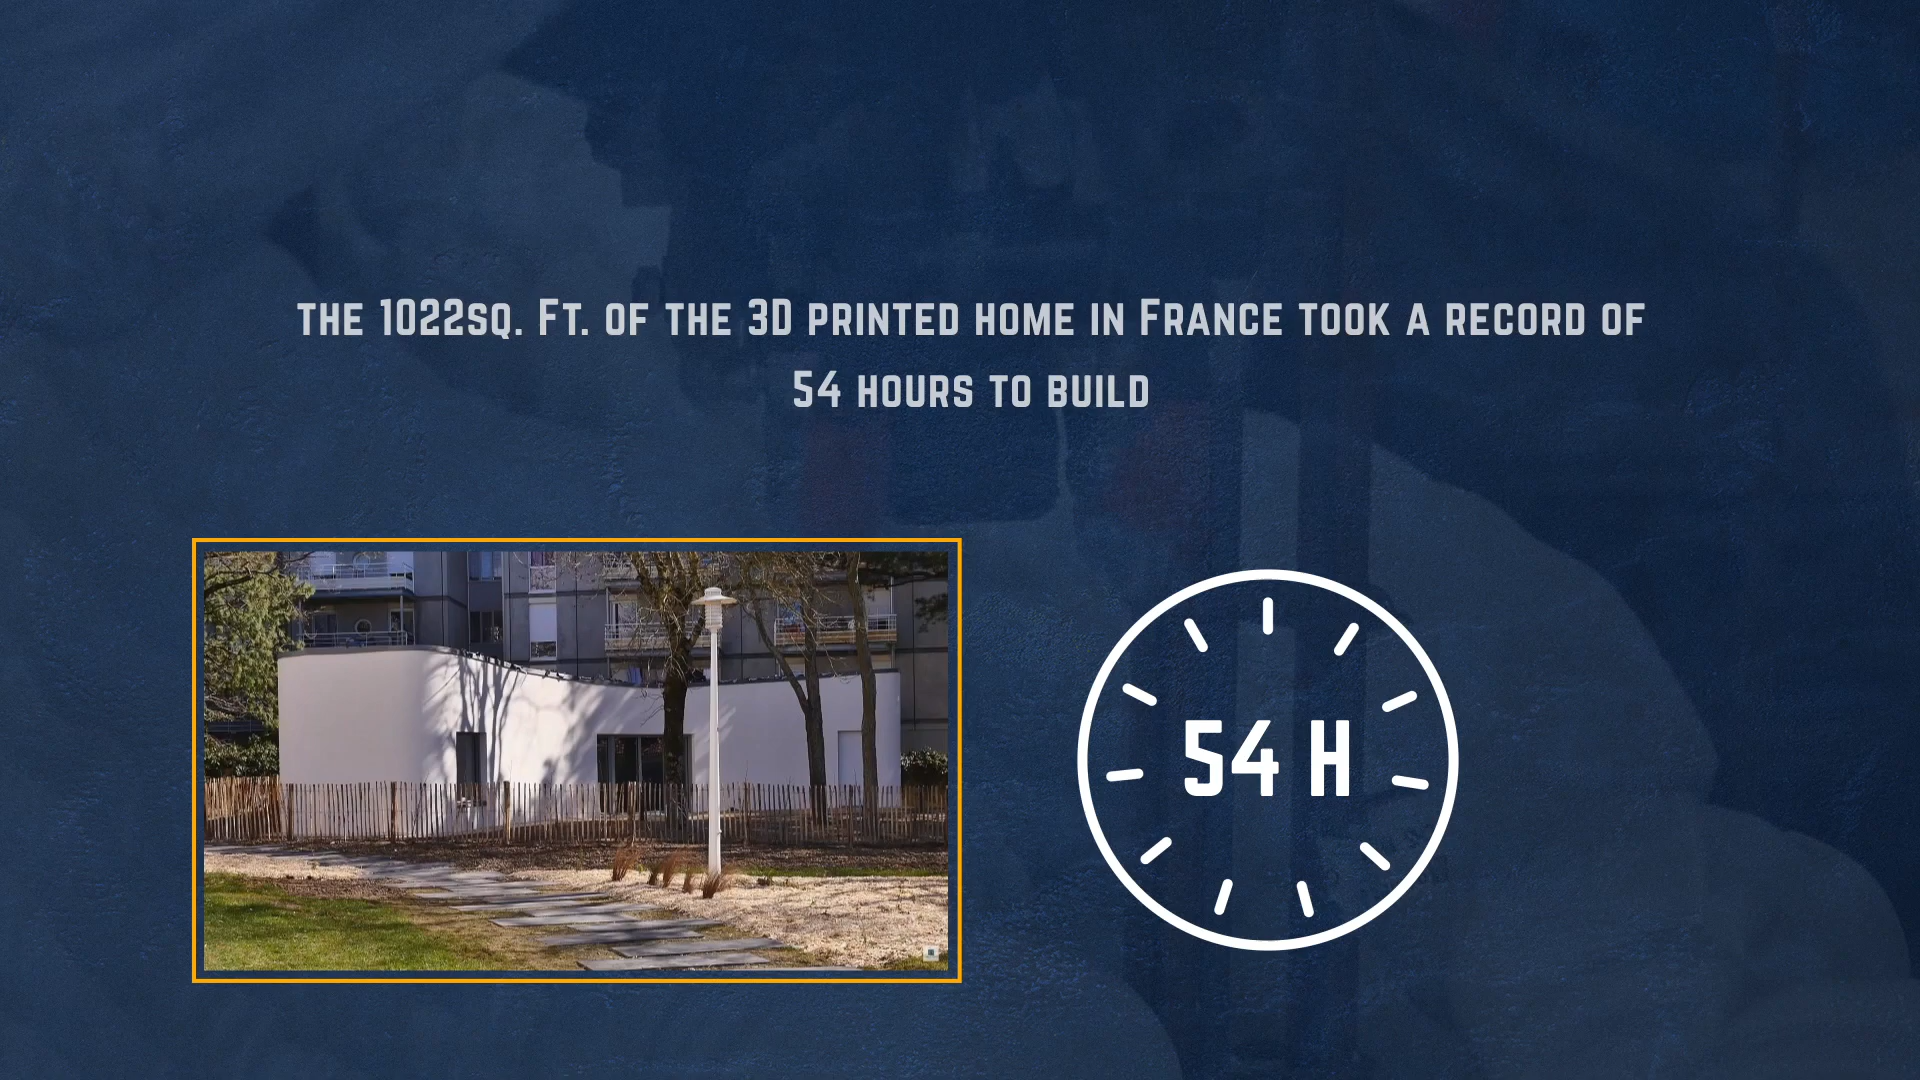 THE 1022SQ. FT. OF THE 3D PRINTED HOME IN FRANCE TOOK A RECORD OF
54 HOURS TO BUILD
54 H